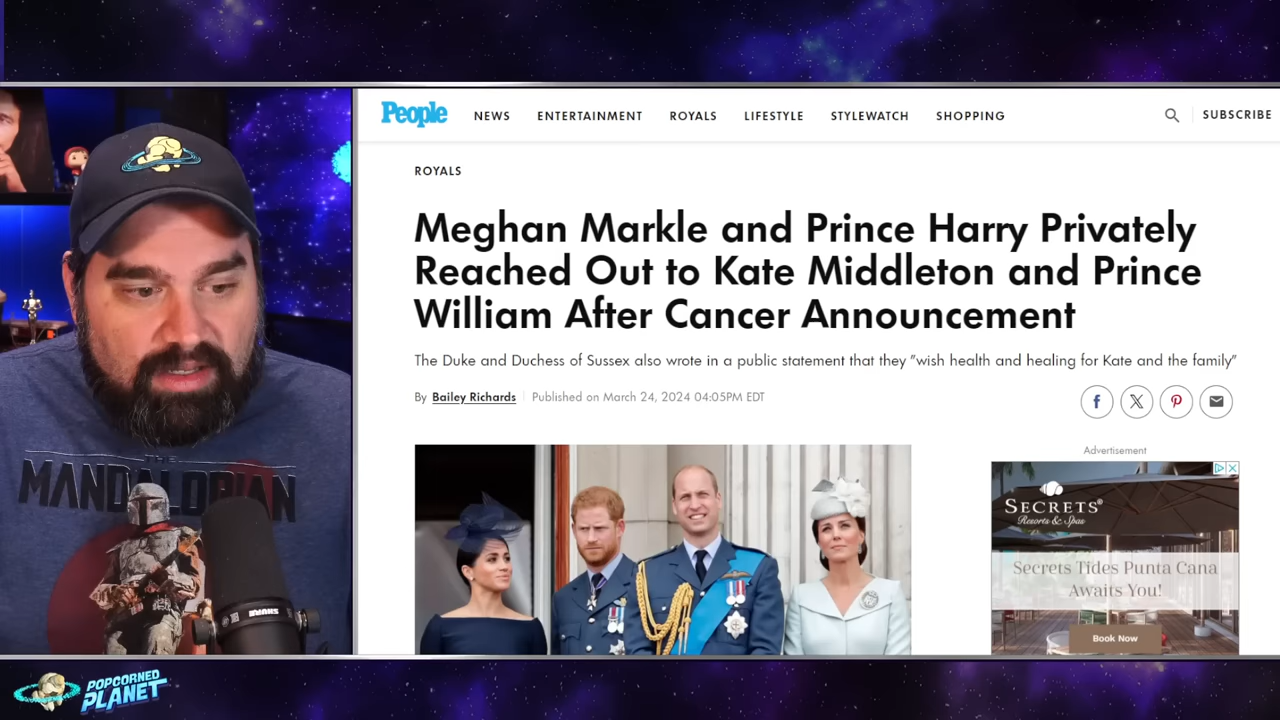 People
NEWS
ENTERTAINMENT
ROYALS
LIFESTYLE
STYLEWATCH
SHOPPING
SUBSCRIBE
ROYALS
Meghan Markle and Prince Harry Privately
Reached Out to Kate Middleton and Prince
William After Cancer Announcement
The Duke and Duchess of Sussex also wrote in a public statement that they "wish health and healing for Kate and the family"
By Bailey Richards
Published on March 24, 2024 04:05PM EDT
Advertisement
SECRETS®
Resorts & Spas
Secrets Tides Punta Cana
Awaits You!
Book Now
THE
MANDALORIAN
SHURE
POPCORNED
PLANET